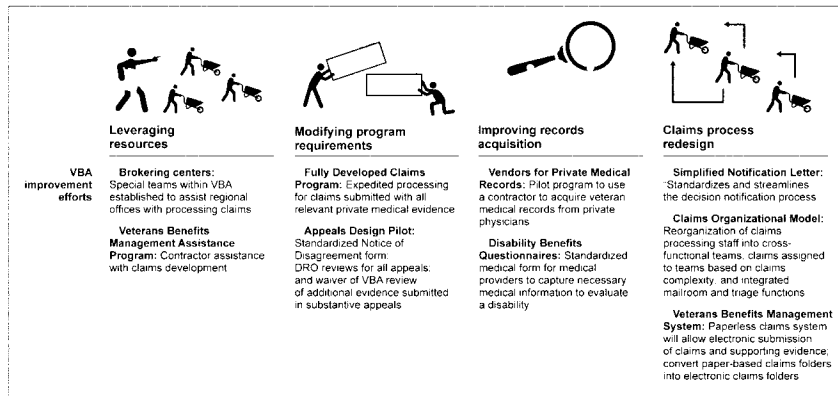 Leveraging
resources
Modifying program
requirements
Improving records
acquisition
Claims process
redesign
VBA
improvement
efforts
Brokering centers:
Special teams within VBA
established to assist regional
offices with processing claims
Veterans Benefits
Management Assistance
Program: Contractor assistance
with claims development
Fully Developed Claims
Program: Expedited processing
for claims submitted with all
relevant private medical evidence
Appeals Design Pilot:
Standardized Notice of
Disagreement form;
DRO reviews for all appeals;
and waiver of VBA review
of additional evidence submitted
in substantive appeals
Vendors for Private Medical
Records: Pilot program to use
a contractor to acquire veteran
medical records from private
physicians
Disability Benefits
Questionnaires: Standardized
medical form for medical
providers to capture necessary
medical information to evaluate
a disability
Simplified Notification Letter:
Standardizes and streamlines
the decision notification process
Claims Organizational Model:
Reorganization of claims
processing staff into cross-
functional teams, claims assigned
to teams based on claims
complexity, and integrated
mailroom and triage functions
Veterans Benefits Management
System: Paperless claims system
will allow electronic submission
of claims and supporting evidence;
convert paper-based claims folders
into electronic claims folders